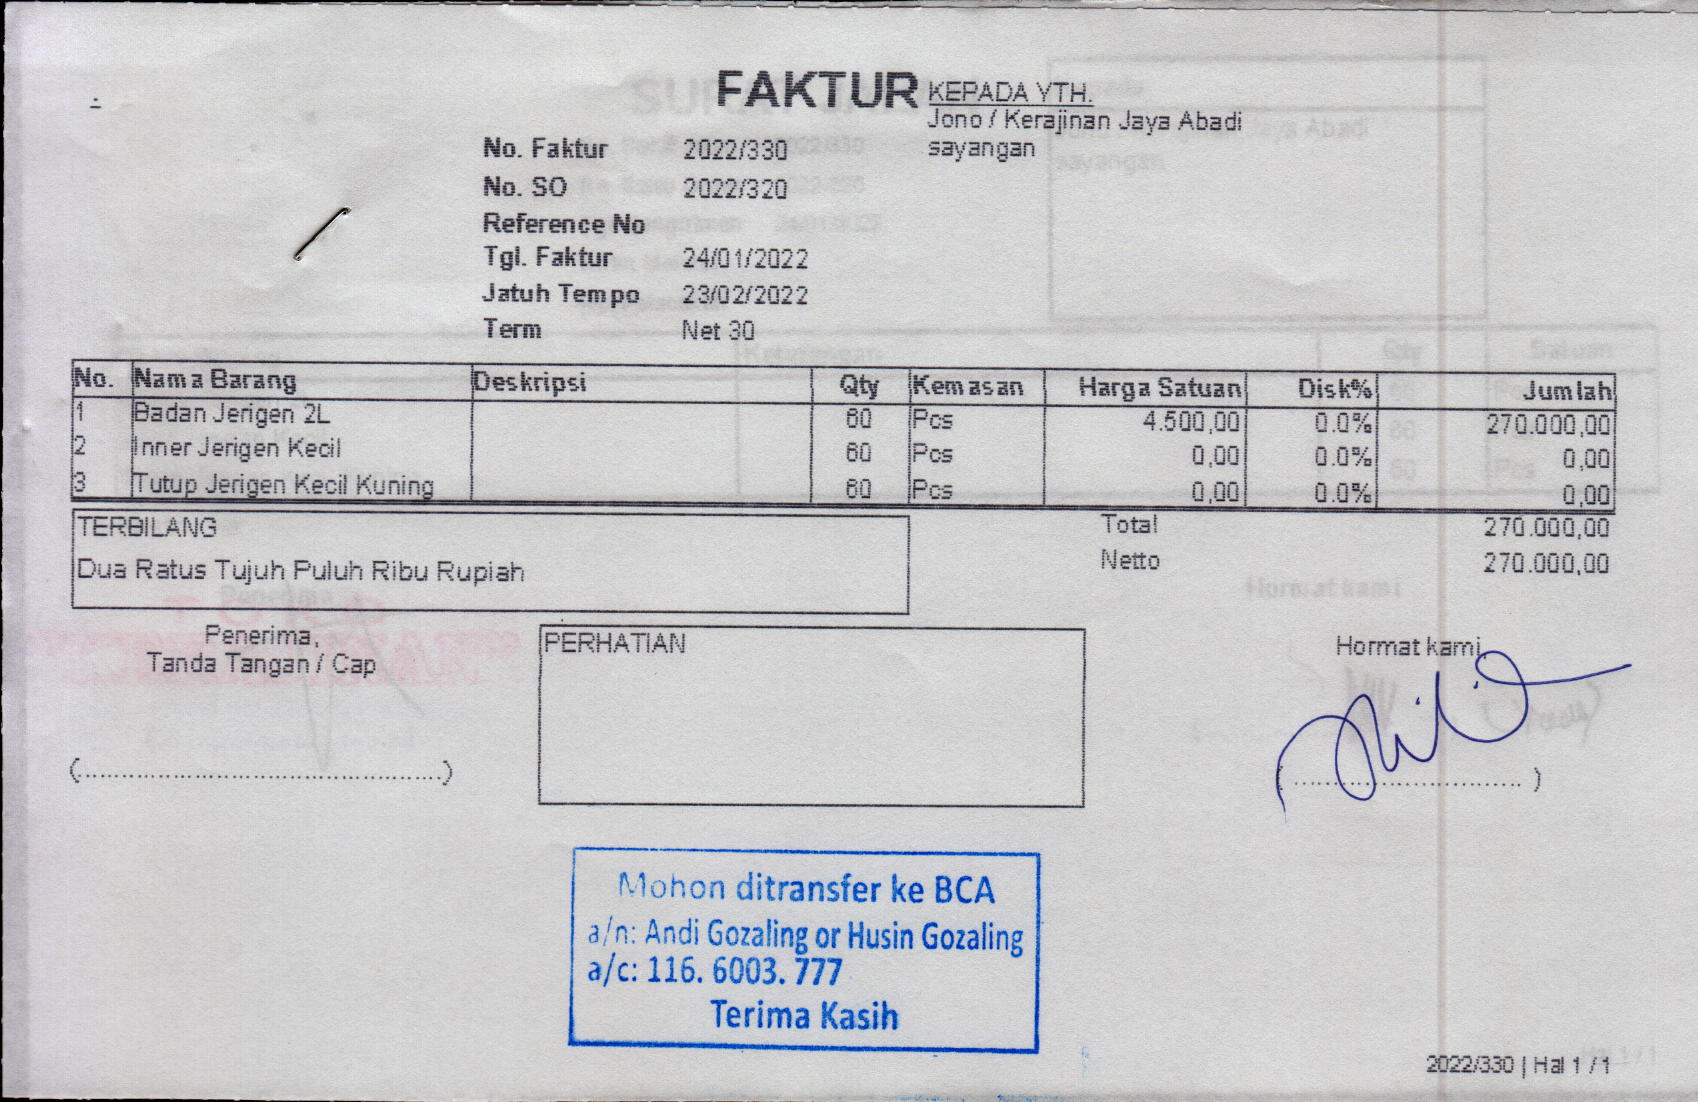 FAKTUR
KEPADA YTH.
Jono / Kerajinan Jaya Abadi
sayangan
No. Faktur 2022/330
No. SO 2022/320
Reference No
Tgl. Faktur 24/01/2022
Jatuh Tempo 23/02/2022
Term Net 30
No. Nama Barang Deskripsi Qty Kemasan Harga Satuan Disk% Jumlah
1 Badan Jerigen 2L 60 Pcs 4.500,00 0.0% 270.000,00
2 Inner Jerigen Kecil 60 Pcs 0,00 0.0% 0,00
3 Tutup Jerigen Kecil Kuning 60 Pcs 0,00 0.0% 0,00
TERBILANG
Dua Ratus Tujuh Puluh Ribu Rupiah
Total 270.000,00
Netto 270.000,00
Penerima,
Tanda Tangan / Cap
(................................................)
PERHATIAN
Hormat kami,
( ................................ )
Mohon ditransfer ke BCA
a/n: Andi Gozaling or Husin Gozaling
a/c: 116. 6003. 777
Terima Kasih
2022/330 | Hal 1 / 1